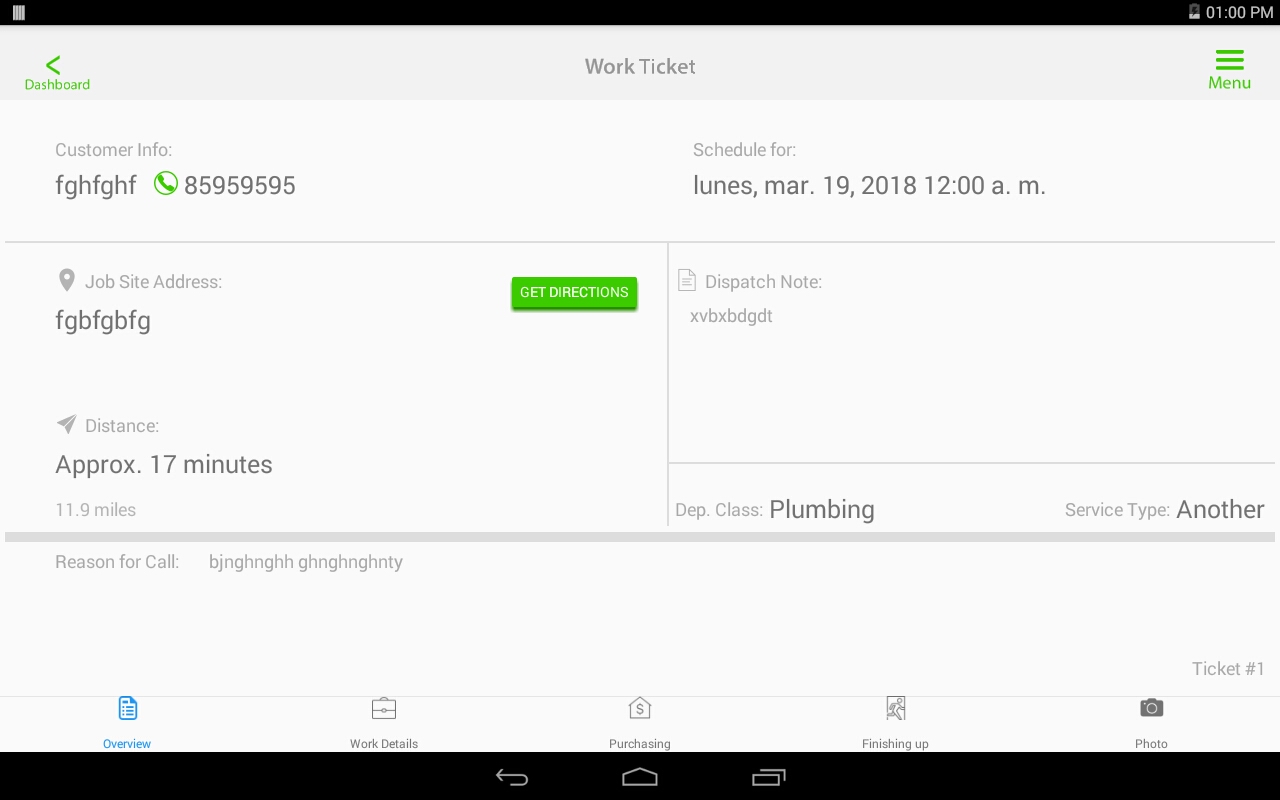 01:00 PM
Dashboard
Work Ticket
Menu
Customer Info:
fghfghf 85959595
Schedule for:
lunes, mar. 19, 2018 12:00 a. m.
Job Site Address:
GET DIRECTIONS
fgbfgbfg
Dispatch Note:
xvbxbdgdt
Distance:
Approx. 17 minutes
11.9 miles
Dep. Class: Plumbing
Service Type: Another
Reason for Call: bjnghnghh ghnghnghnty
Ticket #1
Overview
Work Details
Purchasing
Finishing up
Photo